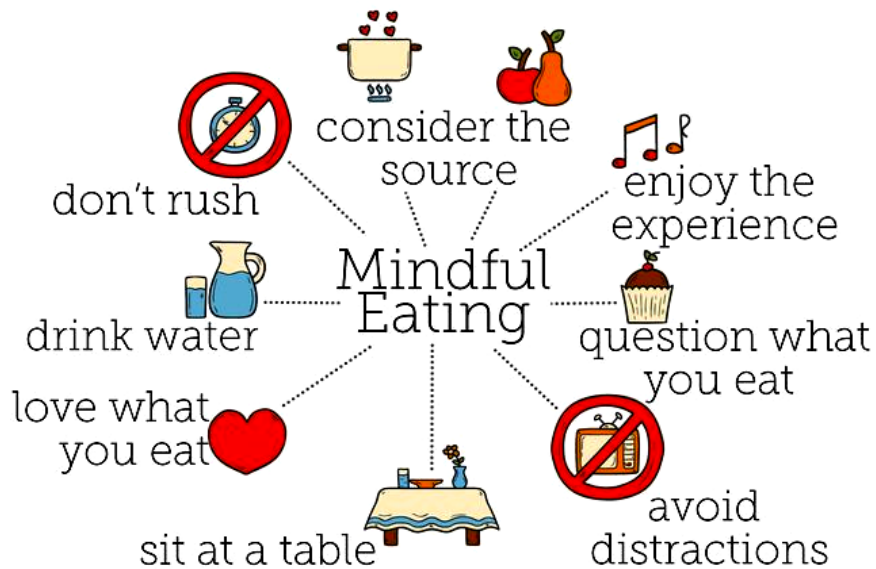 consider the
source
don't rush
enjoy the
experience
Mindful
Eating
drink water
question what
you eat
love what
you eat
avoid
distractions
sit at a table